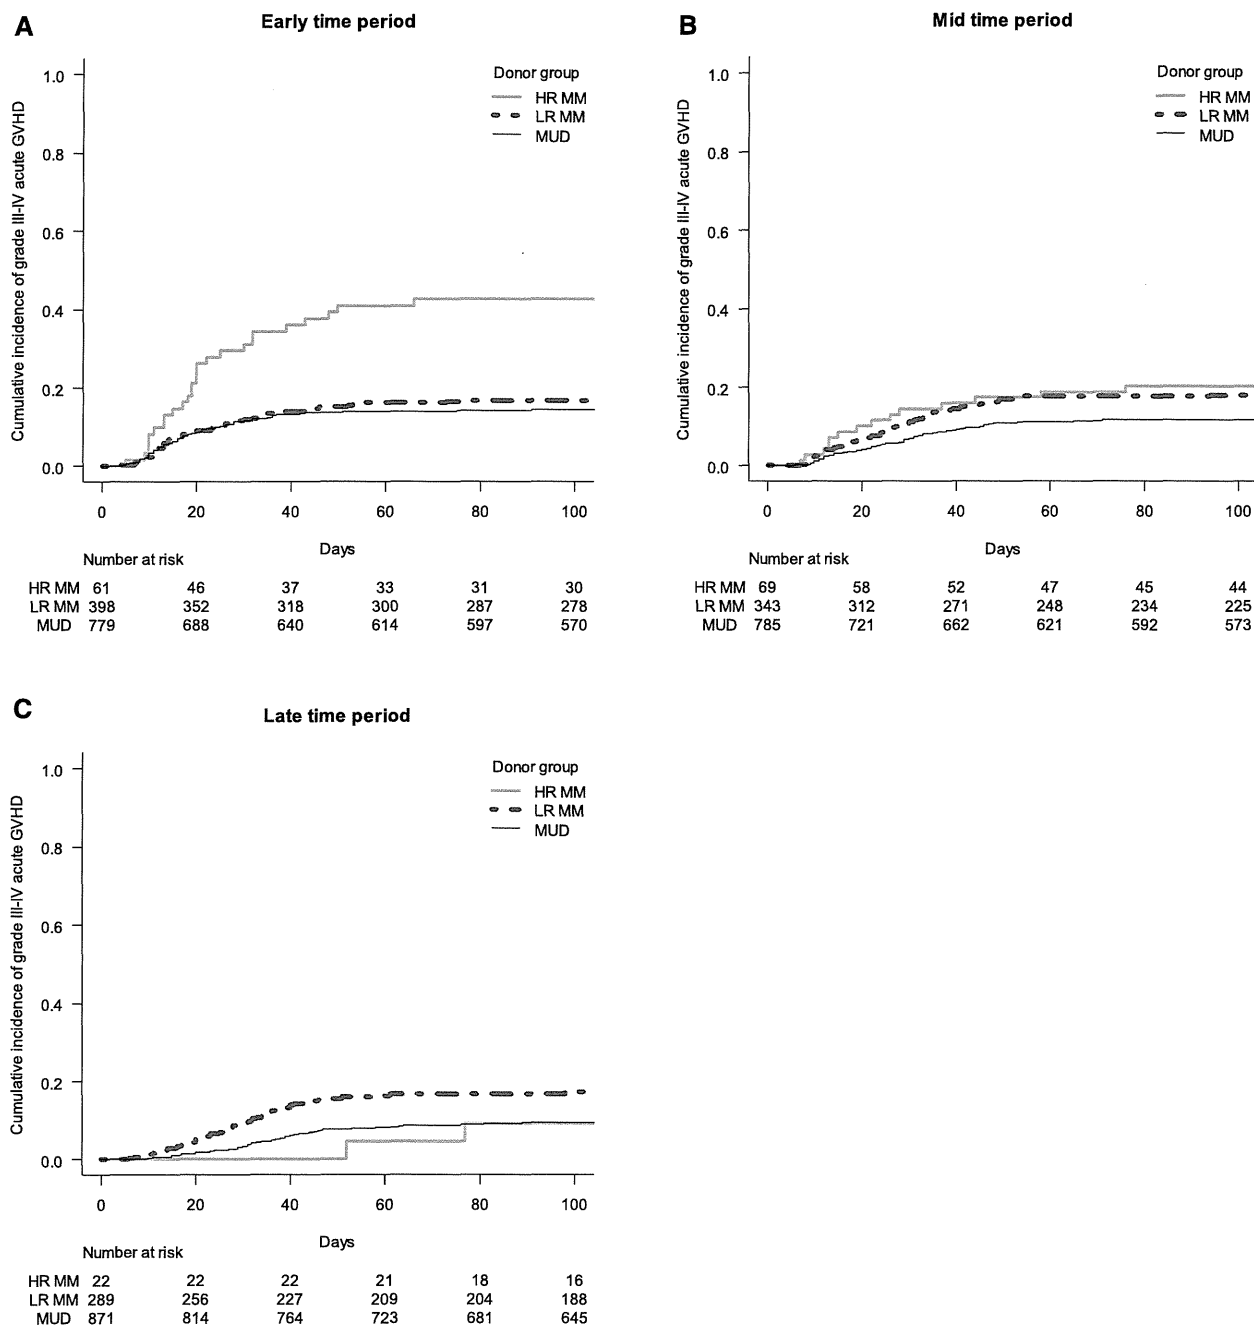 A
Early time period
Cumulative incidence of grade III-IV acute GVHD
1.0
0.8
0.6
0.4
0.2
0.0
Donor group
HR MM
LR MM
MUD
0 20 40 60 80 100
Days
Number at risk
HR MM 61 46 37 33 31 30
LR MM 398 352 318 300 287 278
MUD 779 688 640 614 597 570
B
Mid time period
Cumulative incidence of grade III-IV acute GVHD
1.0
0.8
0.6
0.4
0.2
0.0
Donor group
HR MM
LR MM
MUD
0 20 40 60 80 100
Days
Number at risk
HR MM 69 58 52 47 45 44
LR MM 343 312 271 248 234 225
MUD 785 721 662 621 592 573
C
Late time period
Cumulative incidence of grade III-IV acute GVHD
1.0
0.8
0.6
0.4
0.2
0.0
Donor group
HR MM
LR MM
MUD
0 20 40 60 80 100
Days
Number at risk
HR MM 22 22 22 21 18 16
LR MM 289 256 227 209 204 188
MUD 871 814 764 723 681 645